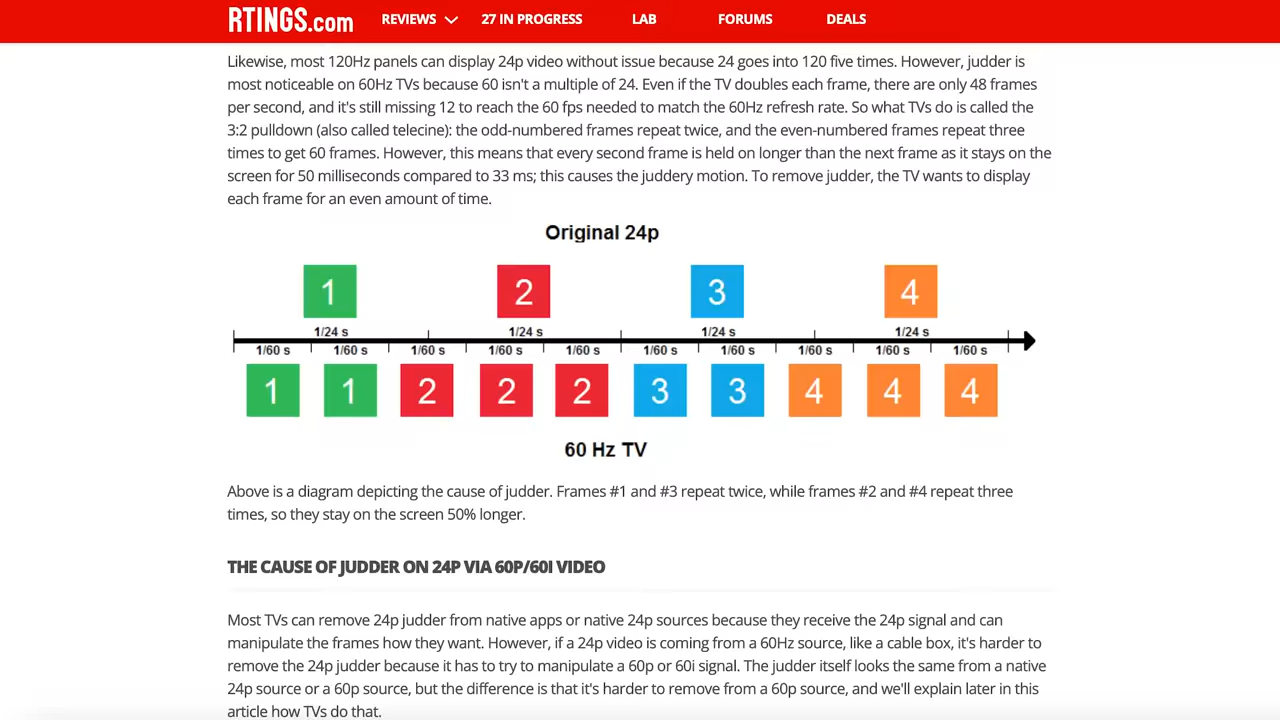 RTINGS.com REVIEWS 27 IN PROGRESS LAB FORUMS DEALS
Likewise, most 120Hz panels can display 24p video without issue because 24 goes into 120 five times. However, judder is
most noticeable on 60Hz TVs because 60 isn't a multiple of 24. Even if the TV doubles each frame, there are only 48 frames
per second, and it's still missing 12 to reach the 60 fps needed to match the 60Hz refresh rate. So what TVs do is called the
3:2 pulldown (also called telecine): the odd-numbered frames repeat twice, and the even-numbered frames repeat three
times to get 60 frames. However, this means that every second frame is held on longer than the next frame as it stays on the
screen for 50 milliseconds compared to 33 ms; this causes the juddery motion. To remove judder, the TV wants to display
each frame for an even amount of time.
Original 24p
1 2 3 4
1/24 s 1/24 s 1/24 s 1/24 s
1/60 s 1/60 s 1/60 s 1/60 s 1/60 s 1/60 s 1/60 s 1/60 s 1/60 s 1/60 s
1 1 2 2 2 3 3 4 4 4
60 Hz TV
Above is a diagram depicting the cause of judder. Frames #1 and #3 repeat twice, while frames #2 and #4 repeat three
times, so they stay on the screen 50% longer.
THE CAUSE OF JUDDER ON 24P VIA 60P/60I VIDEO
Most TVs can remove 24p judder from native apps or native 24p sources because they receive the 24p signal and can
manipulate the frames how they want. However, if a 24p video is coming from a 60Hz source, like a cable box, it's harder to
remove the 24p judder because it has to try to manipulate a 60p or 60i signal. The judder itself looks the same from a native
24p source or a 60p source, but the difference is that it's harder to remove from a 60p source, and we'll explain later in this
article how TVs do that.